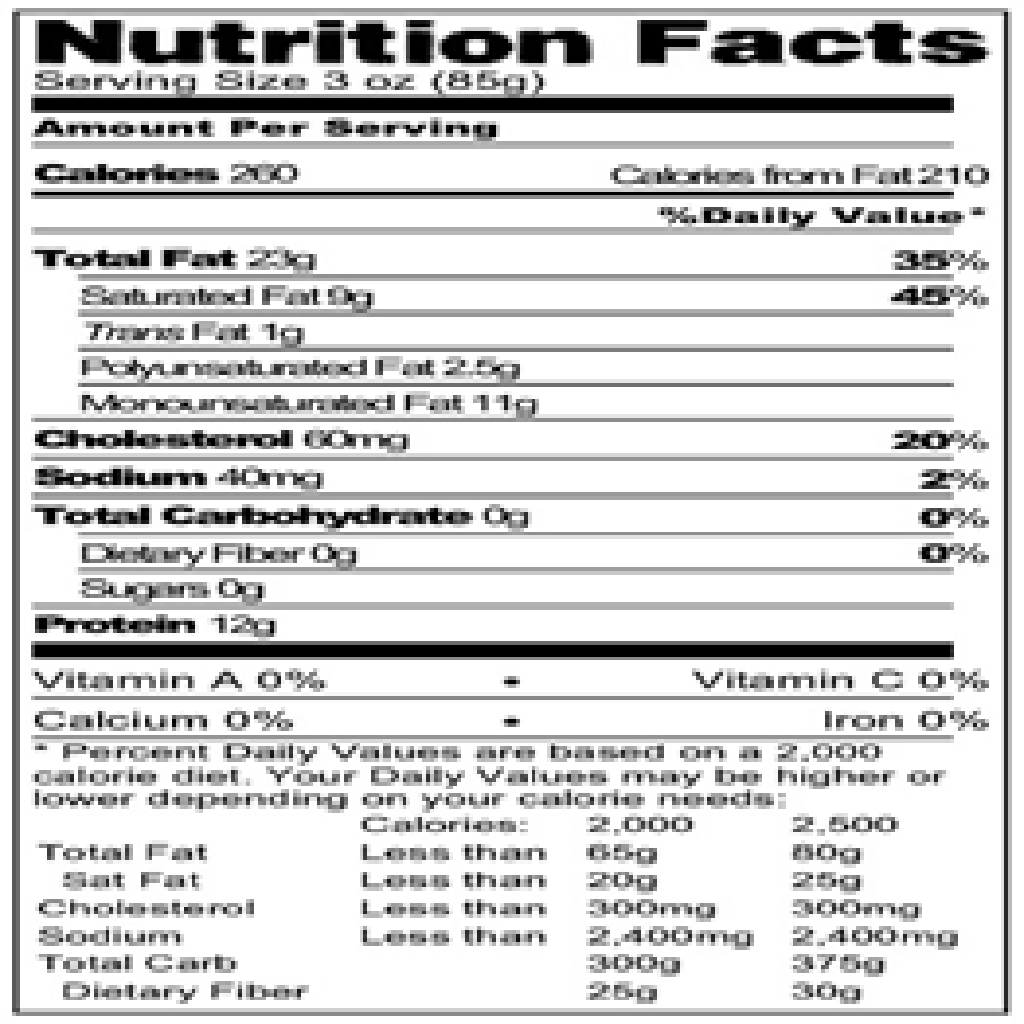 Nutrition Facts
Serving Size 3 oz (85g)
Amount Per Serving
Calories 260 Calories from Fat 210
%Daily Value*
Total Fat 23g 35%
Saturated Fat 9g 45%
Trans Fat 1g
Polyunsaturated Fat 2.5g
Monounsaturated Fat 11g
Cholesterol 60mg 20%
Sodium 40mg 2%
Total Carbohydrate 0g 0%
Dietary Fiber 0g 0%
Sugars 0g
Protein 12g
Vitamin A 0% • Vitamin C 0%
Calcium 0% • Iron 0%
* Percent Daily Values are based on a 2,000
calorie diet. Your Daily Values may be higher or
lower depending on your calorie needs:
Calories: 2,000 2,500
Total Fat Less than 65g 80g
Sat Fat Less than 20g 25g
Cholesterol Less than 300mg 300mg
Sodium Less than 2,400mg 2,400mg
Total Carb 300g 375g
Dietary Fiber 25g 30g